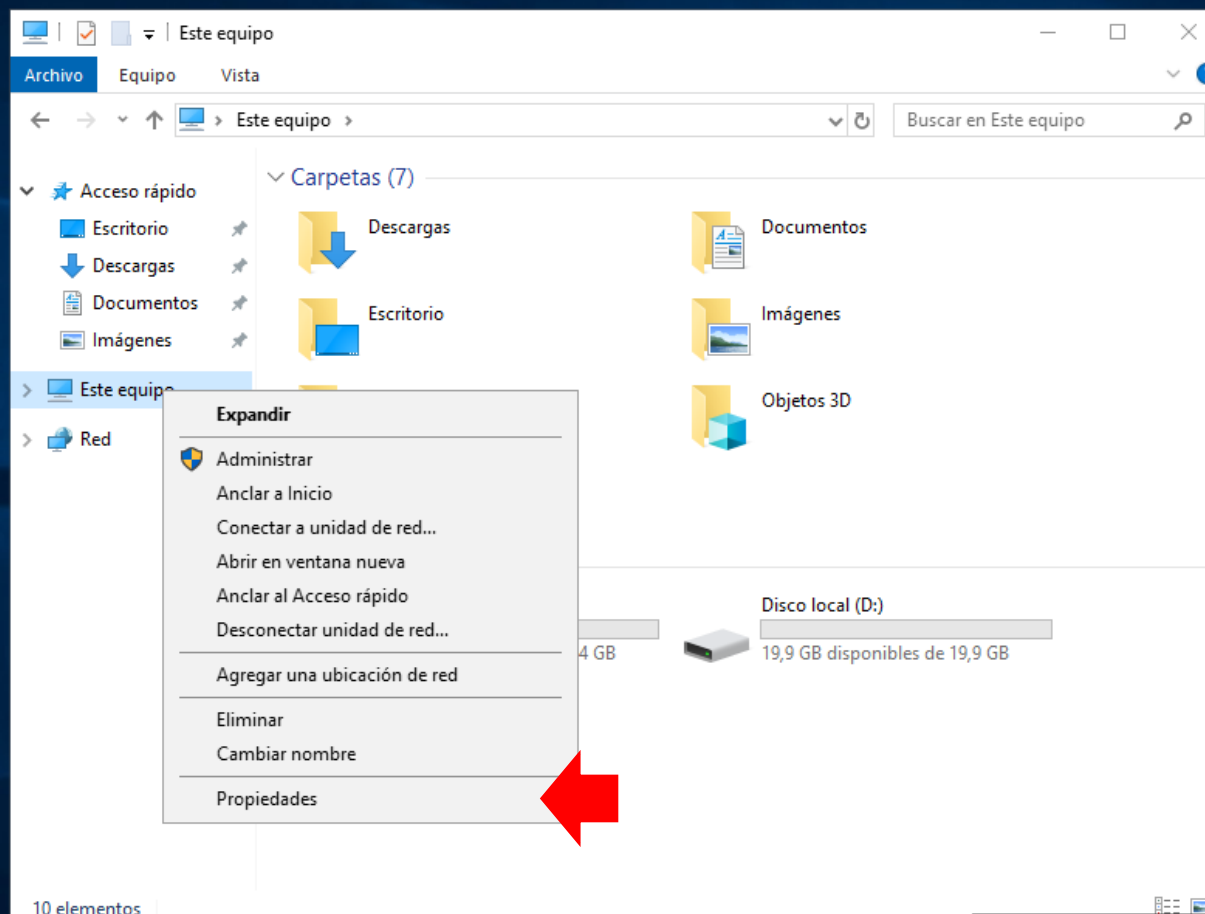 Este equipo
Archivo Equipo Vista
Este equipo
Buscar en Este equipo
Acceso rápido
Escritorio
Descargas
Documentos
Imágenes
Este equipo
Red
Carpetas (7)
Descargas
Documentos
Escritorio
Imágenes
Objetos 3D
Expandir
Administrar
Anclar a Inicio
Conectar a unidad de red...
Abrir en ventana nueva
Anclar al Acceso rápido
Desconectar unidad de red...
Agregar una ubicación de red
Eliminar
Cambiar nombre
Propiedades
4 GB
Disco local (D:)
19,9 GB disponibles de 19,9 GB
10 elementos